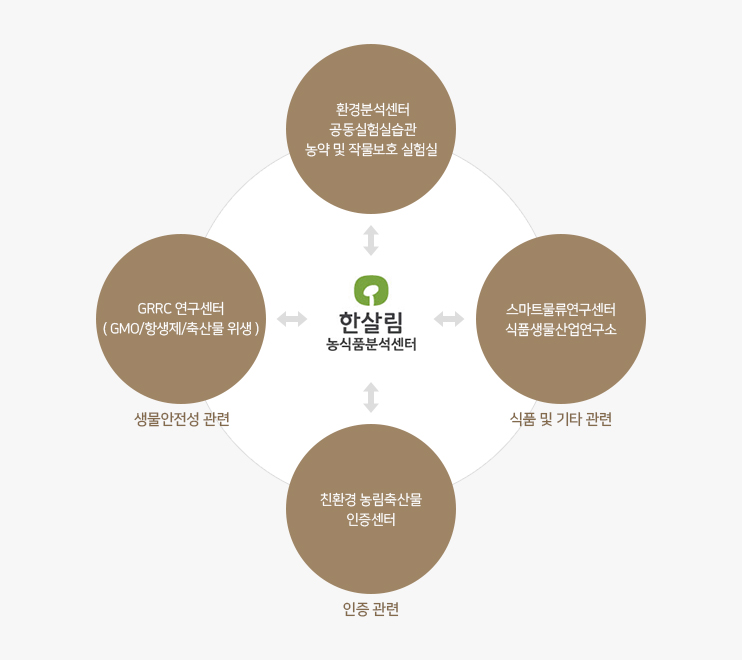 환경분석센터
공동실험실습관
농약 및 작물보호 실험실
GRRC 연구센터
( GMO/항생제/축산물 위생 )
생물안전성 관련
한살림
농식품분석센터
스마트물류연구센터
식품생물산업연구소
식품 및 기타 관련
친환경 농림축산물
인증센터
인증 관련